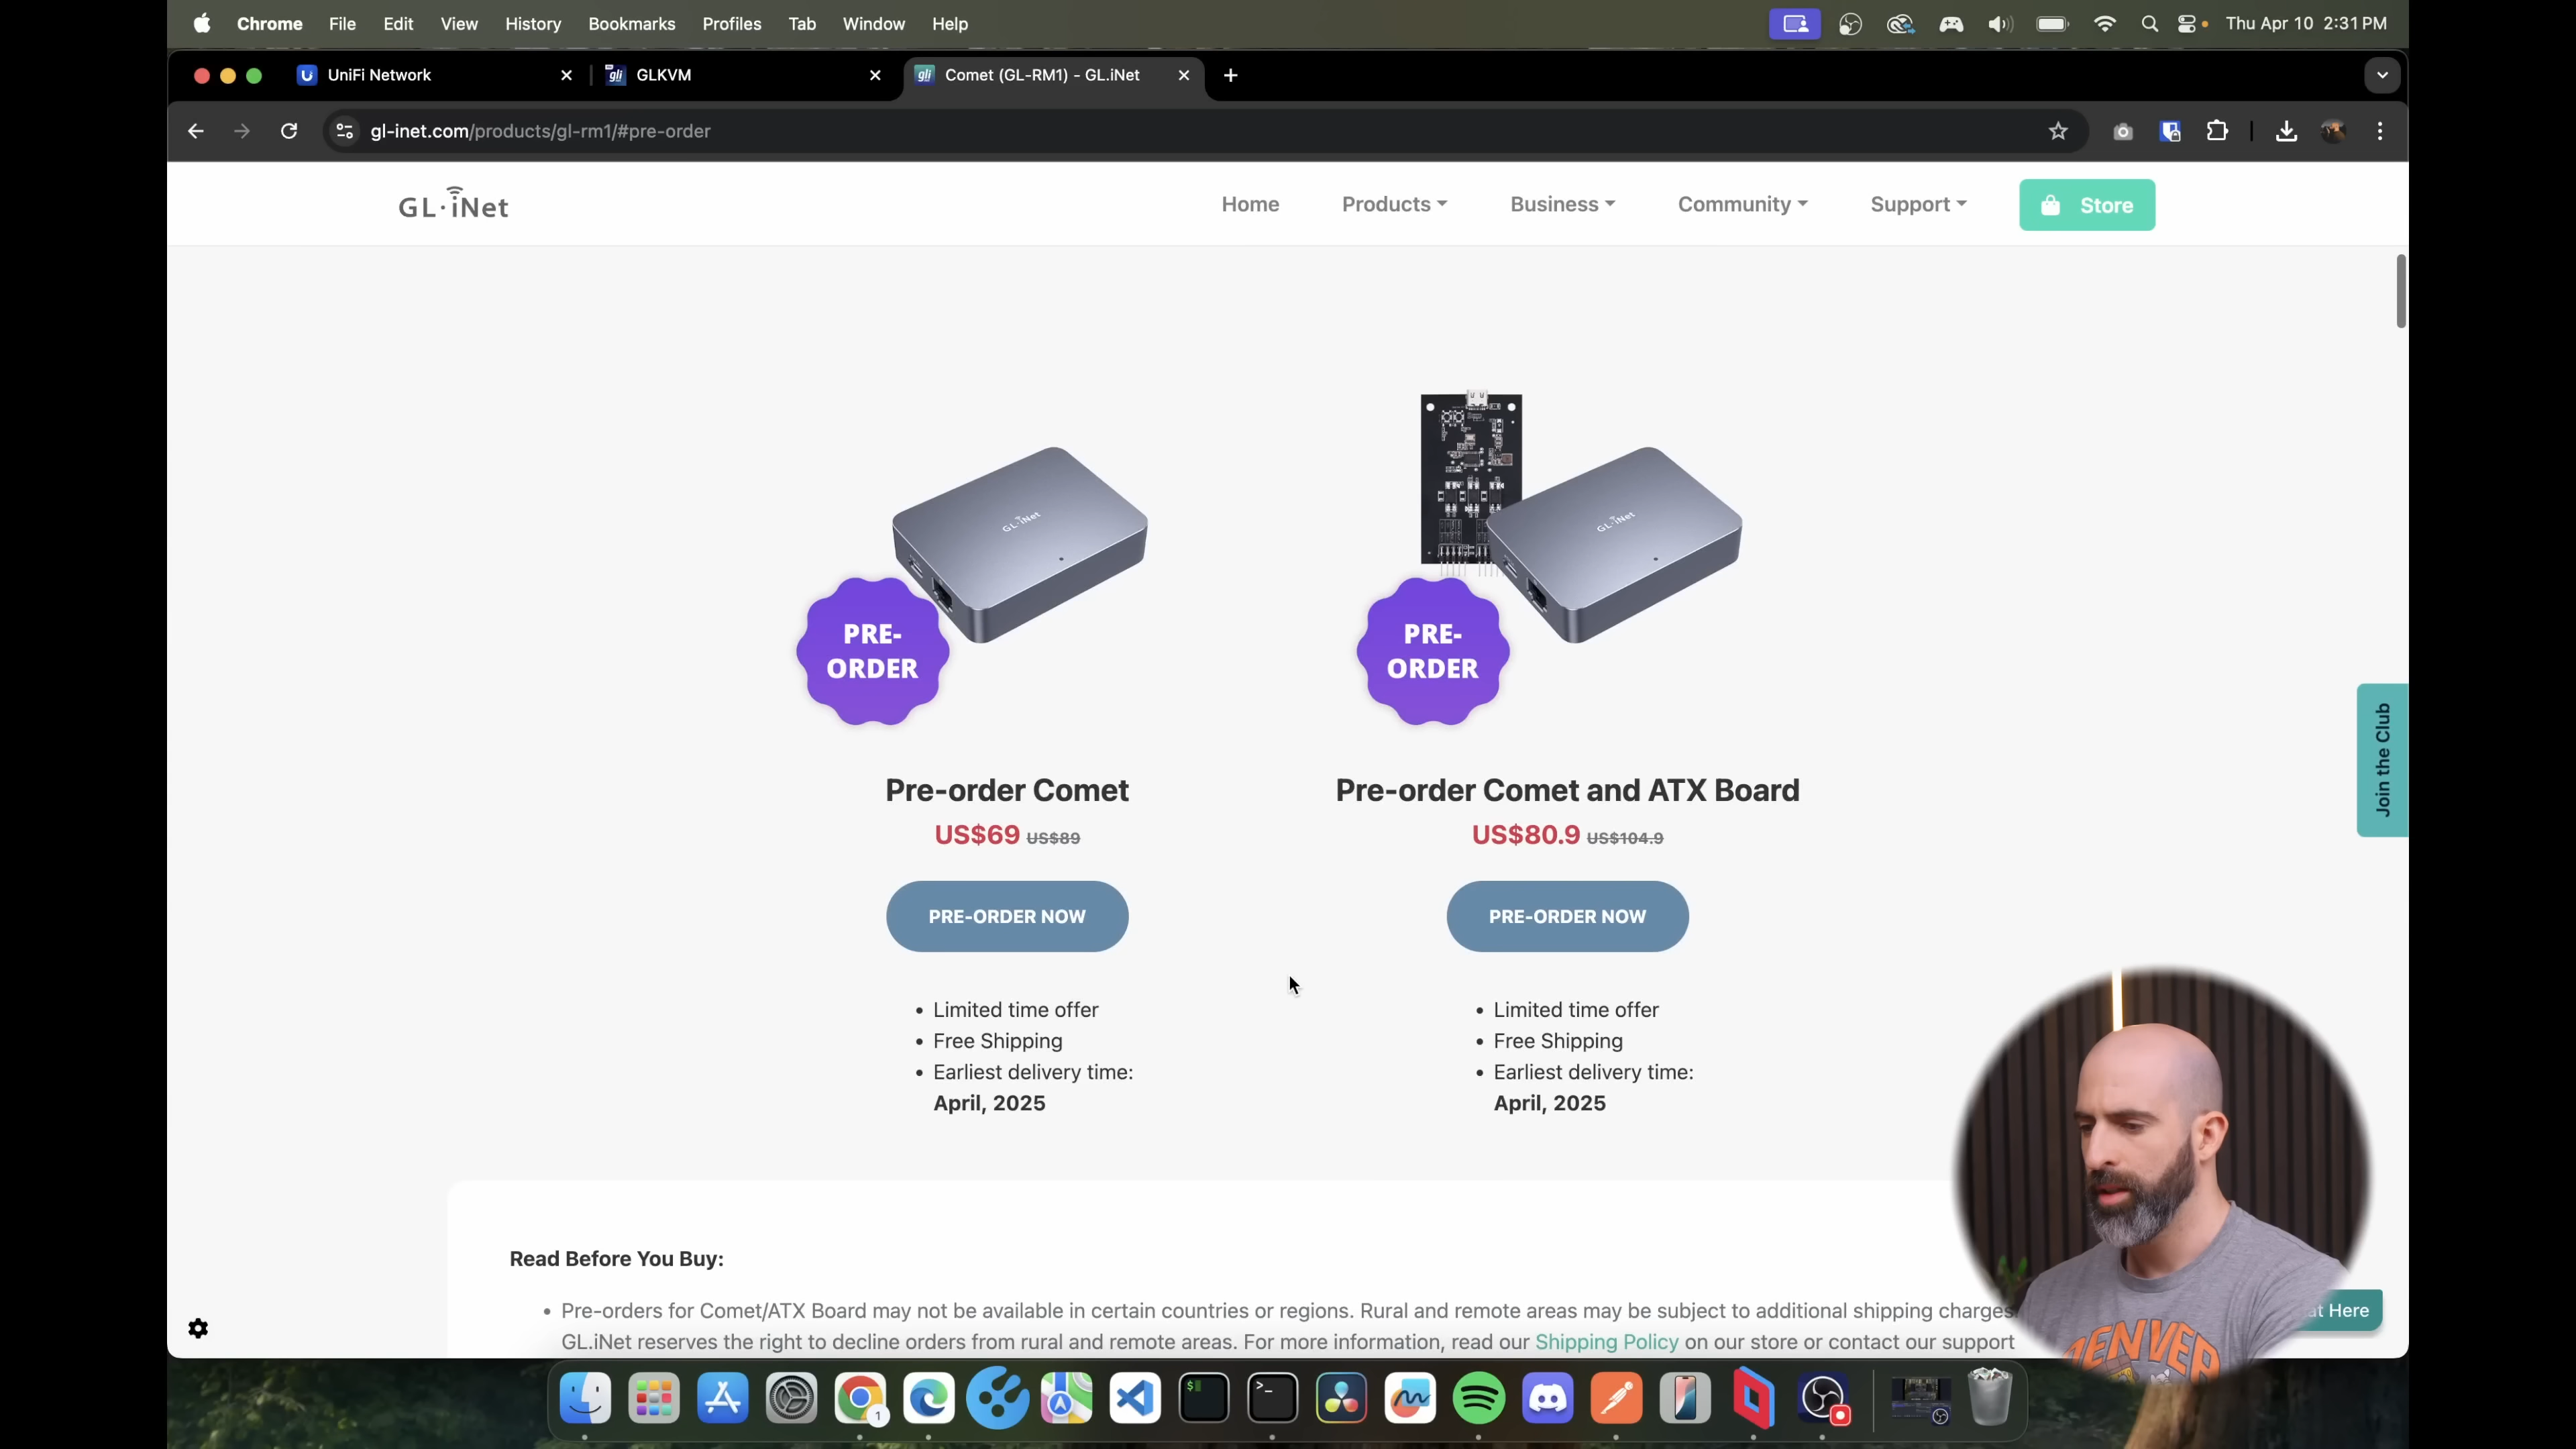 Chrome File Edit View History Bookmarks Profiles Tab Window Help Thu Apr 10 2:31 PM
UniFi Network GLKVM Comet (GL-RM1) - GL.iNet
gl-inet.com/products/gl-rm1/#pre-order
GL·iNet Home Products Business Community Support Store
GL·iNet GL·iNet
PRE- PRE-
ORDER ORDER
Join the Club
Pre-order Comet Pre-order Comet and ATX Board
US$69 US$89 US$80.9 US$104.9
PRE-ORDER NOW PRE-ORDER NOW
• Limited time offer • Limited time offer
• Free Shipping • Free Shipping
• Earliest delivery time: • Earliest delivery time:
April, 2025 April, 2025
Read Before You Buy:
• Pre-orders for Comet/ATX Board may not be available in certain countries or regions. Rural and remote areas may be subject to additional shipping charges
Here
GL.iNet reserves the right to decline orders from rural and remote areas. For more information, read our Shipping Policy on our store or contact our support
DENVER
1